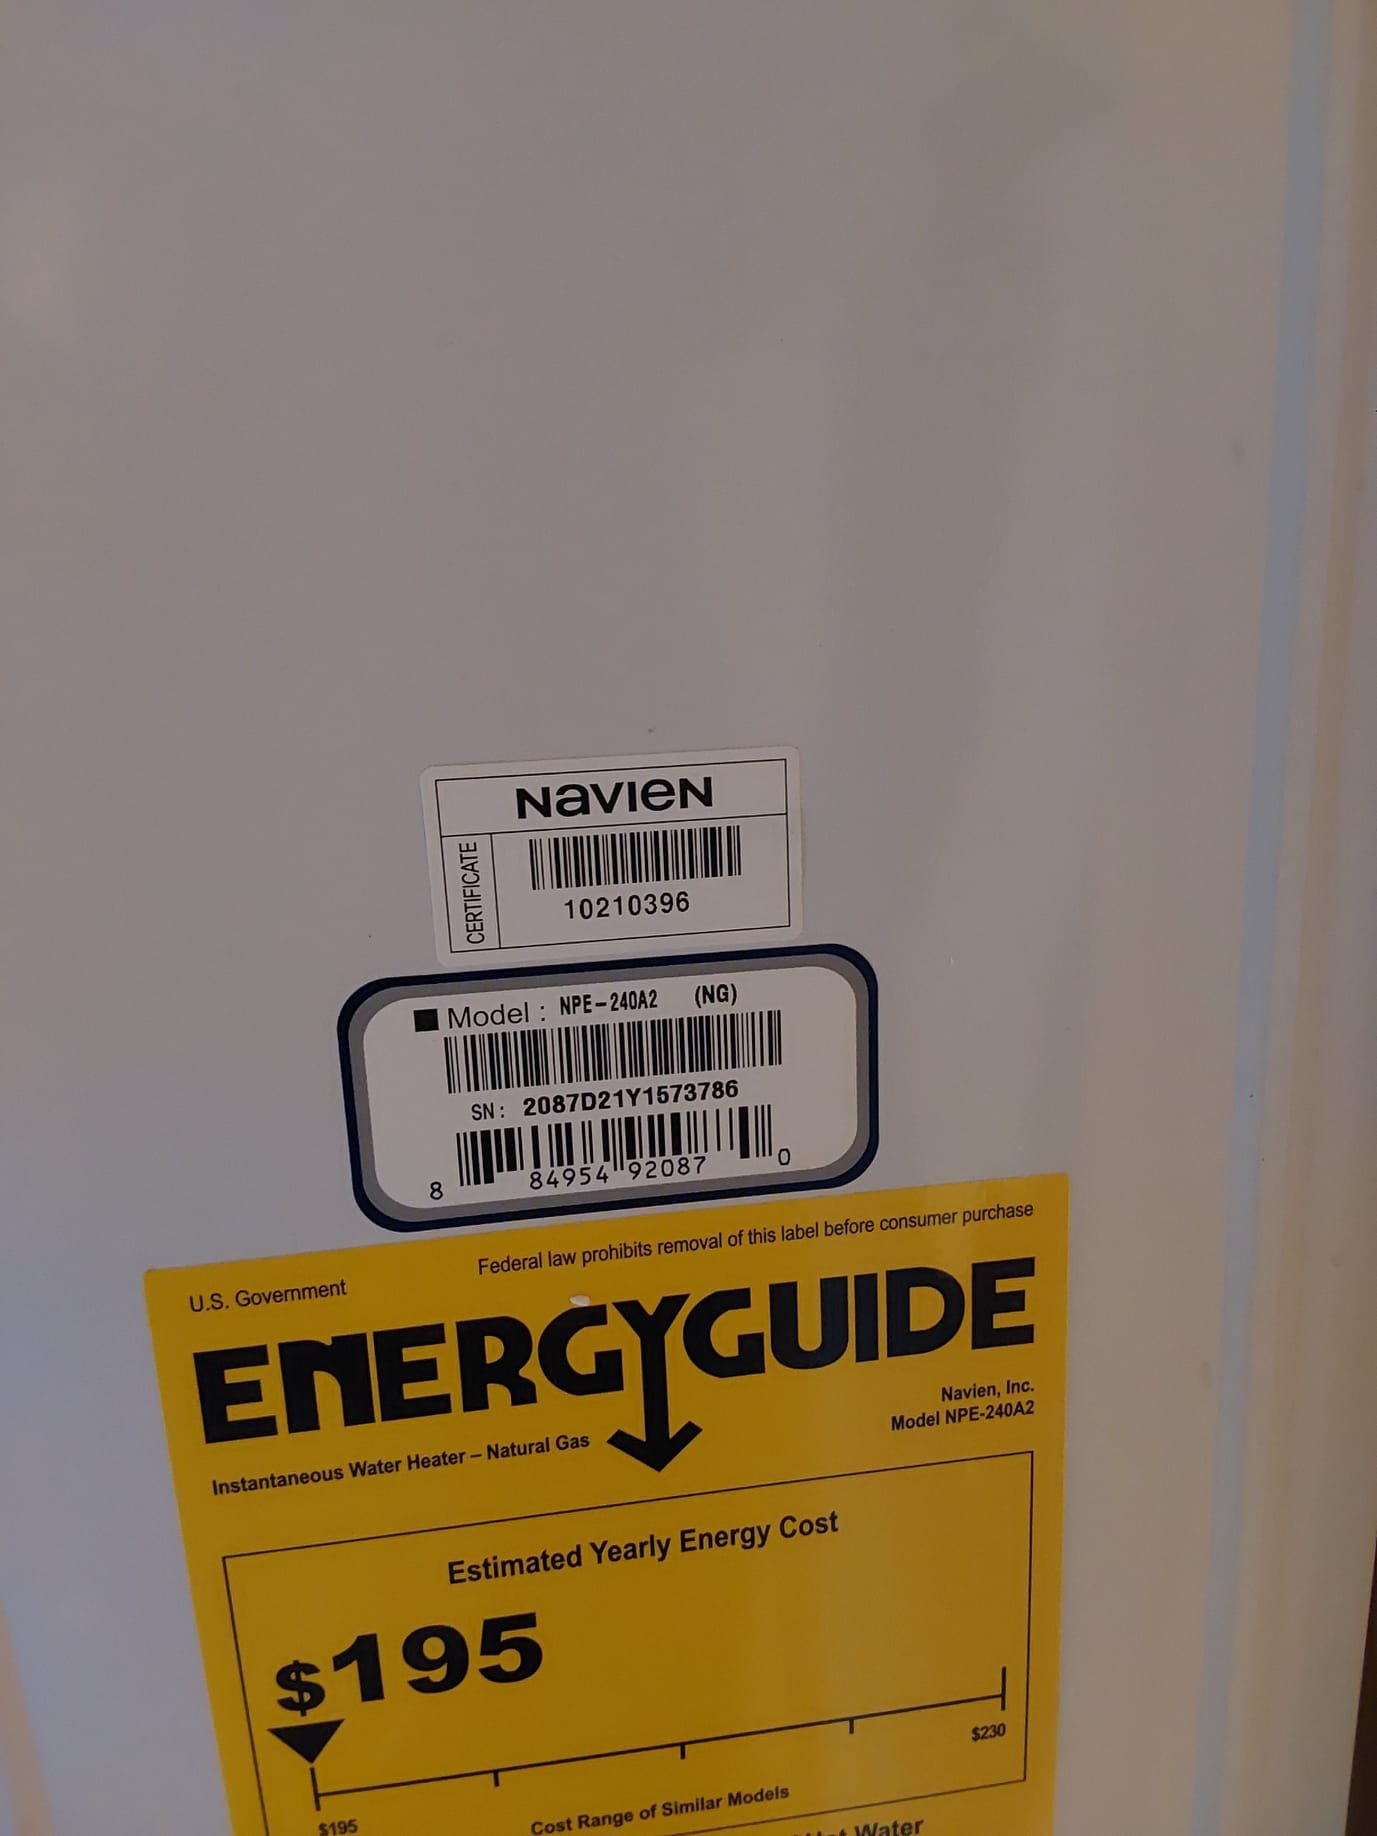 NAVIEN
CERTIFICATE
10210396
Model : NPE-240A2 (NG)
SN: 2087D21Y1573786
8 84954 92087 0
Federal law prohibits removal of this label before consumer purchase
U.S. Government
ENERGYGUIDE
Navien, Inc.
Model NPE-240A2
Instantaneous Water Heater – Natural Gas
Estimated Yearly Energy Cost
$195
$230
$195
Cost Range of Similar Models
Water